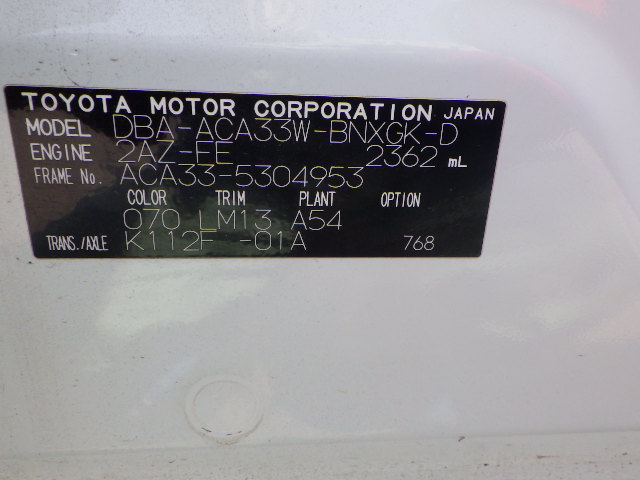 TOYOTA MOTOR CORPORATION JAPAN
MODEL DBA-ACA33W-BNXGK-D
ENGINE 2AZ-FE 2362 mL
FRAME No. ACA33-5304953
COLOR TRIM PLANT OPTION
070 LM13 A54
TRANS./AXLE K112F -01A 768